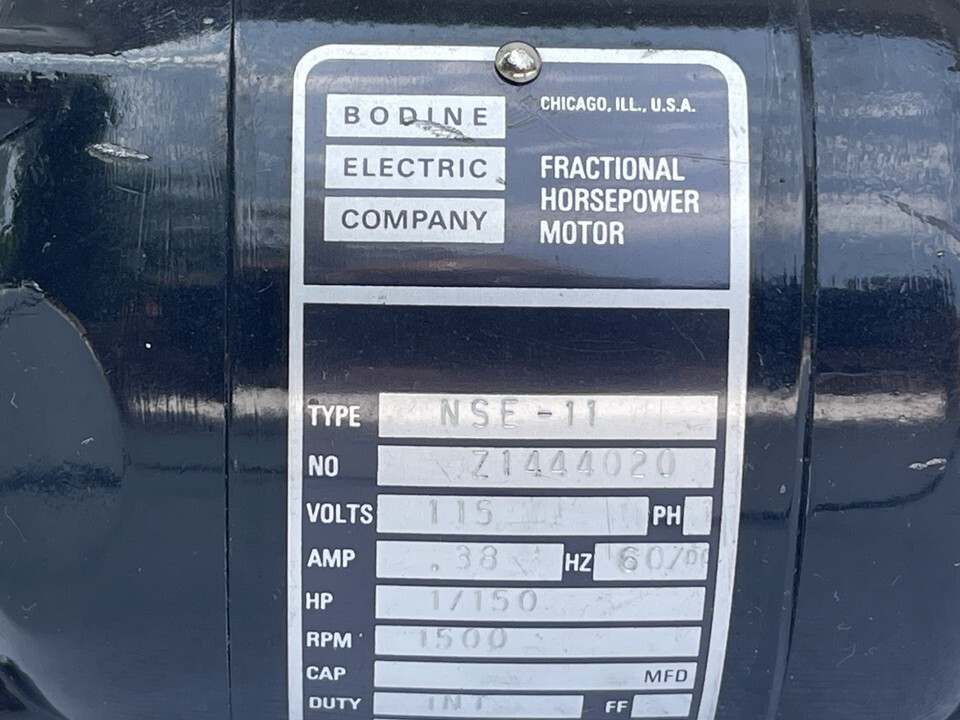 BODINE
ELECTRIC
COMPANY
CHICAGO, ILL., U.S.A.
FRACTIONAL
HORSEPOWER
MOTOR
TYPE NSE-11
NO Z1444020
VOLTS 115 PH
AMP .38 HZ 60/DC
HP 1/150
RPM 1500
CAP MFD
DUTY INT FF